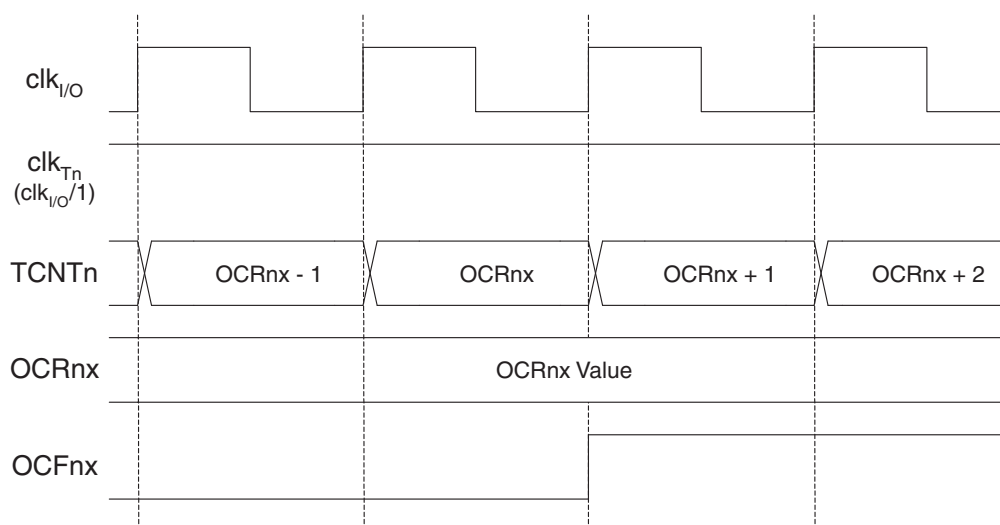 clkI/O
clkTn
(clkI/O/1)
TCNTn
OCRnx - 1
OCRnx
OCRnx + 1
OCRnx + 2
OCRnx
OCRnx Value
OCFnx